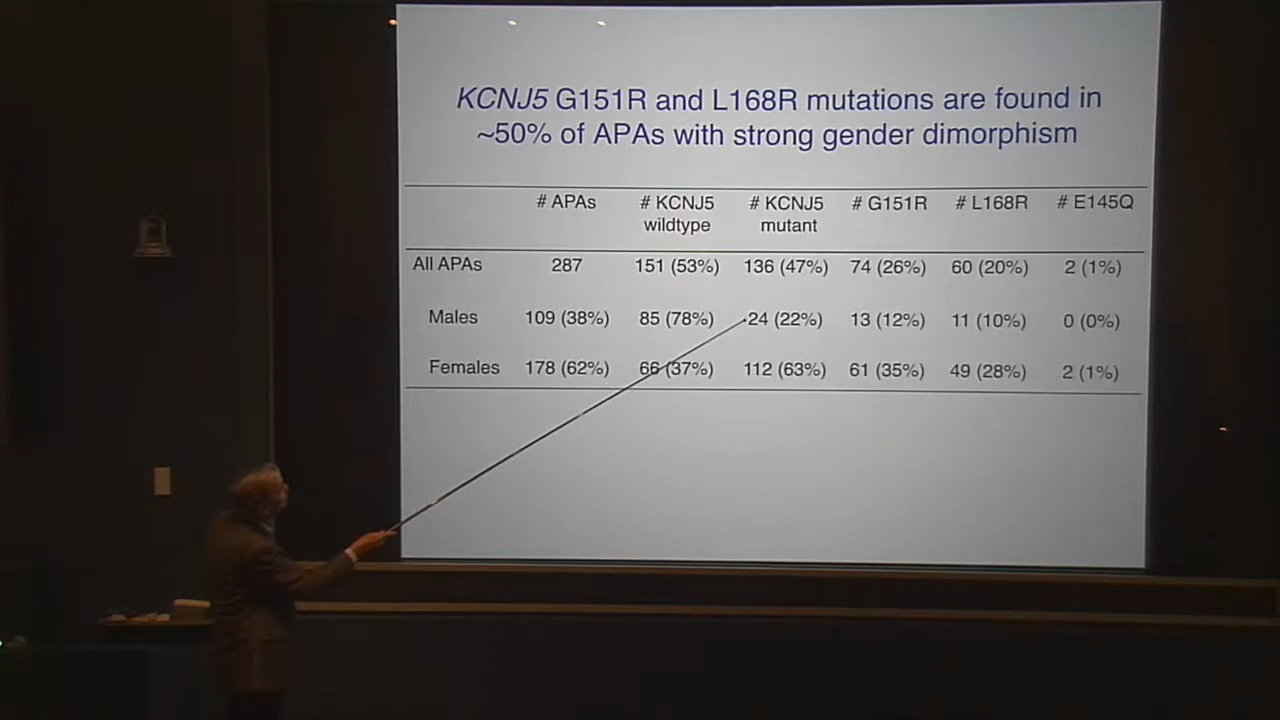 KCNJ5 G151R and L168R mutations are found in
~50% of APAs with strong gender dimorphism
# APAs # KCNJ5 wildtype # KCNJ5 mutant # G151R # L168R # E145Q
All APAs 287 151 (53%) 136 (47%) 74 (26%) 60 (20%) 2 (1%)
Males 109 (38%) 85 (78%) 24 (22%) 13 (12%) 11 (10%) 0 (0%)
Females 178 (62%) 66 (37%) 112 (63%) 61 (35%) 49 (28%) 2 (1%)